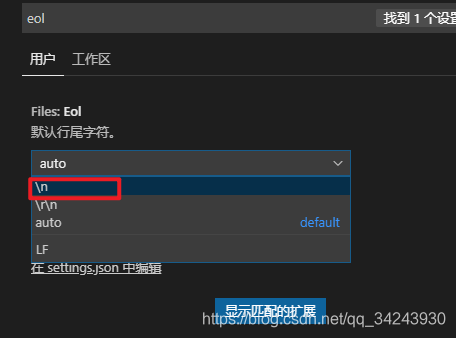 eol
找到 1 个设置
用户 工作区
Files: Eol
默认行尾字符。
auto
\n
\r\n
auto default
LF
在 settings.json 中编辑
显示匹配的扩展
https://blog.csdn.net/qq_34243930